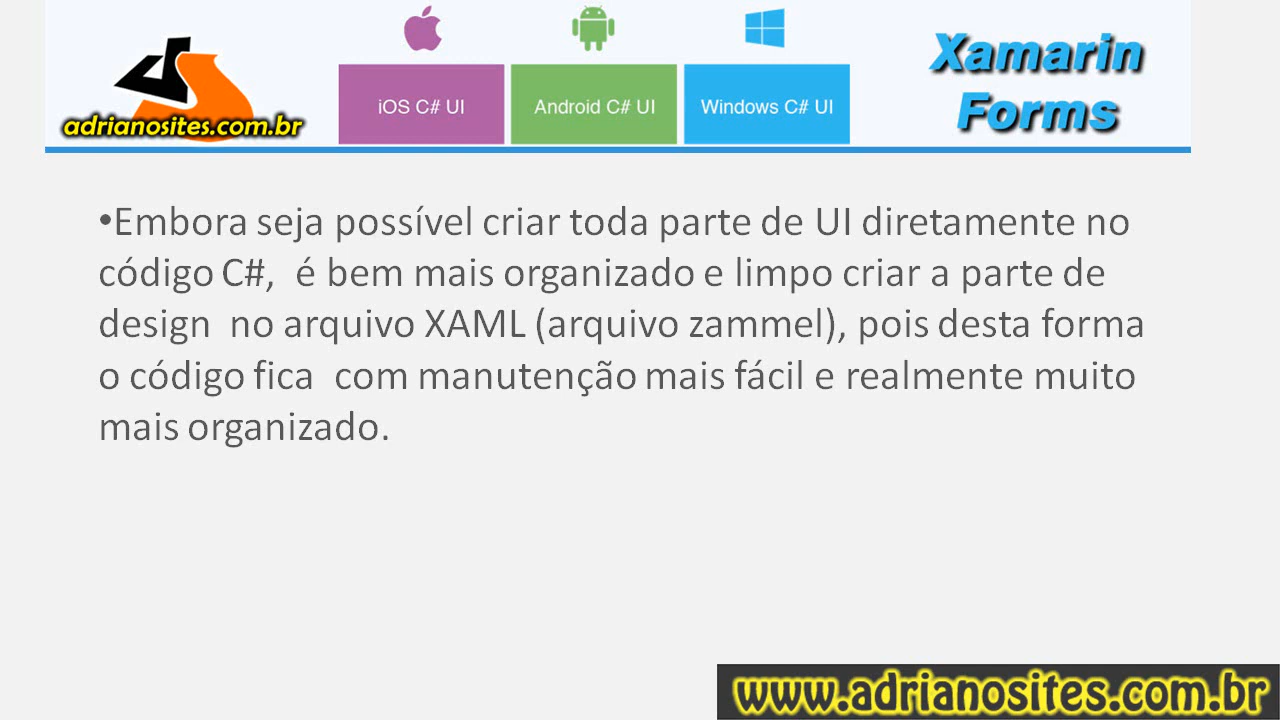 adrianosites.com.br
iOS C# UI
Android C# UI
Windows C# UI
Xamarin
Forms
•Embora seja possível criar toda parte de UI diretamente no
código C#,  é bem mais organizado e limpo criar a parte de
design  no arquivo XAML (arquivo zammel), pois desta forma
o código fica  com manutenção mais fácil e realmente muito
mais organizado.
www.adrianosites.com.br